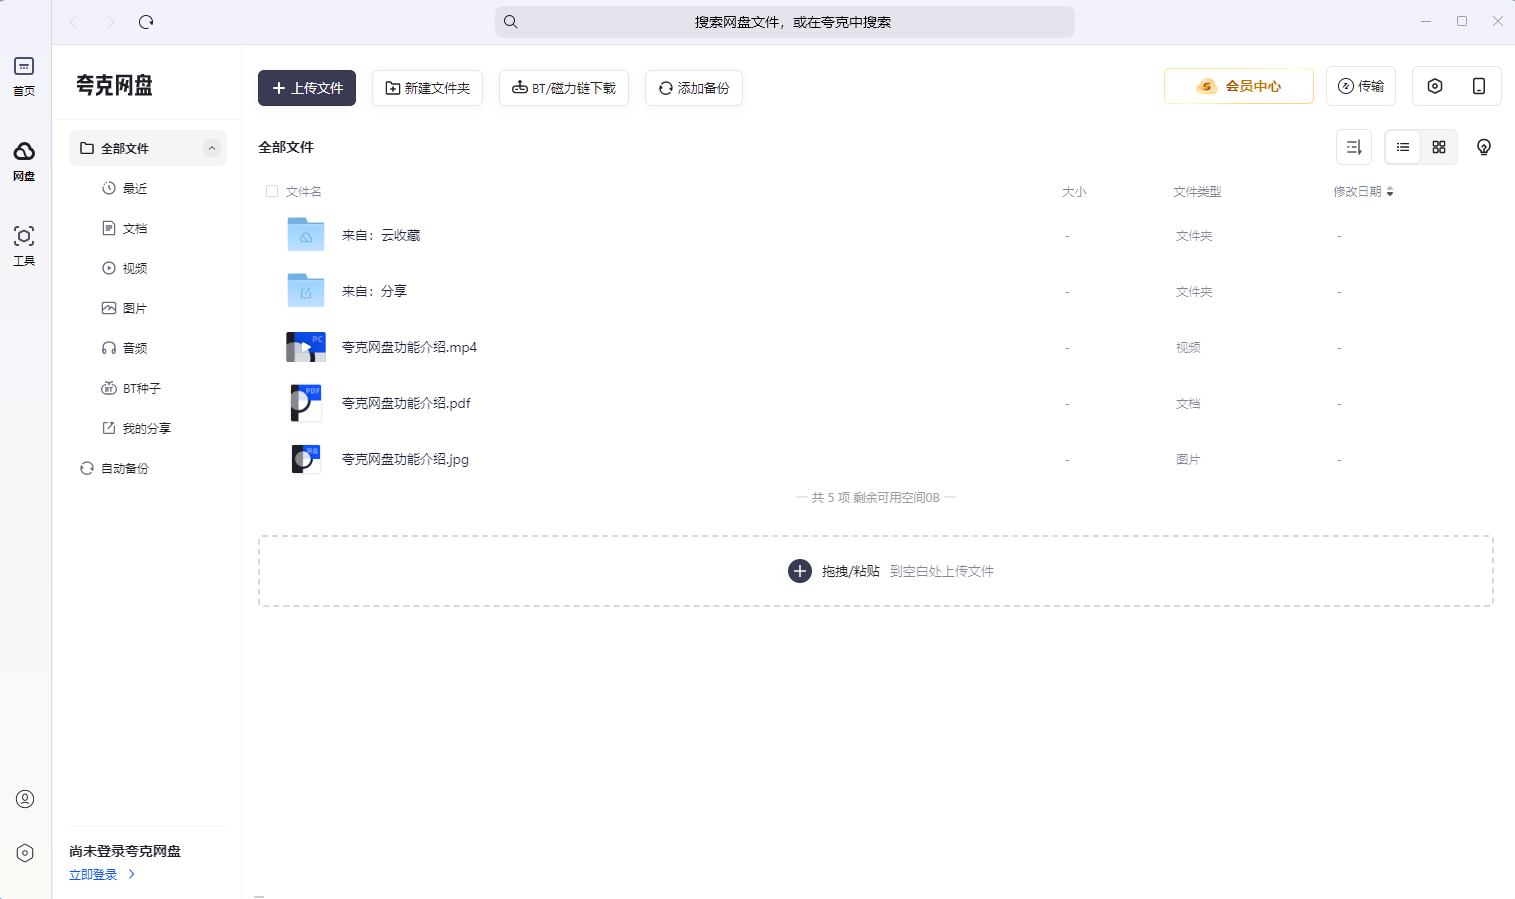 搜索网盘文件，或在夸克中搜索
首页
网盘
工具
夸克网盘
全部文件
最近
文档
视频
图片
音频
BT种子
我的分享
自动备份
尚未登录夸克网盘
立即登录
上传文件
新建文件夹
BT/磁力链下载
添加备份
会员中心
传输
全部文件
文件名 大小 文件类型 修改日期
来自：云收藏 - 文件夹 -
来自：分享 - 文件夹 -
PC
夸克网盘功能介绍.mp4 - 视频 -
PDF
夸克网盘功能介绍.pdf - 文档 -
夸克网盘功能介绍.jpg - 图片 -
共 5 项 剩余可用空间0B
拖拽/粘贴 到空白处上传文件